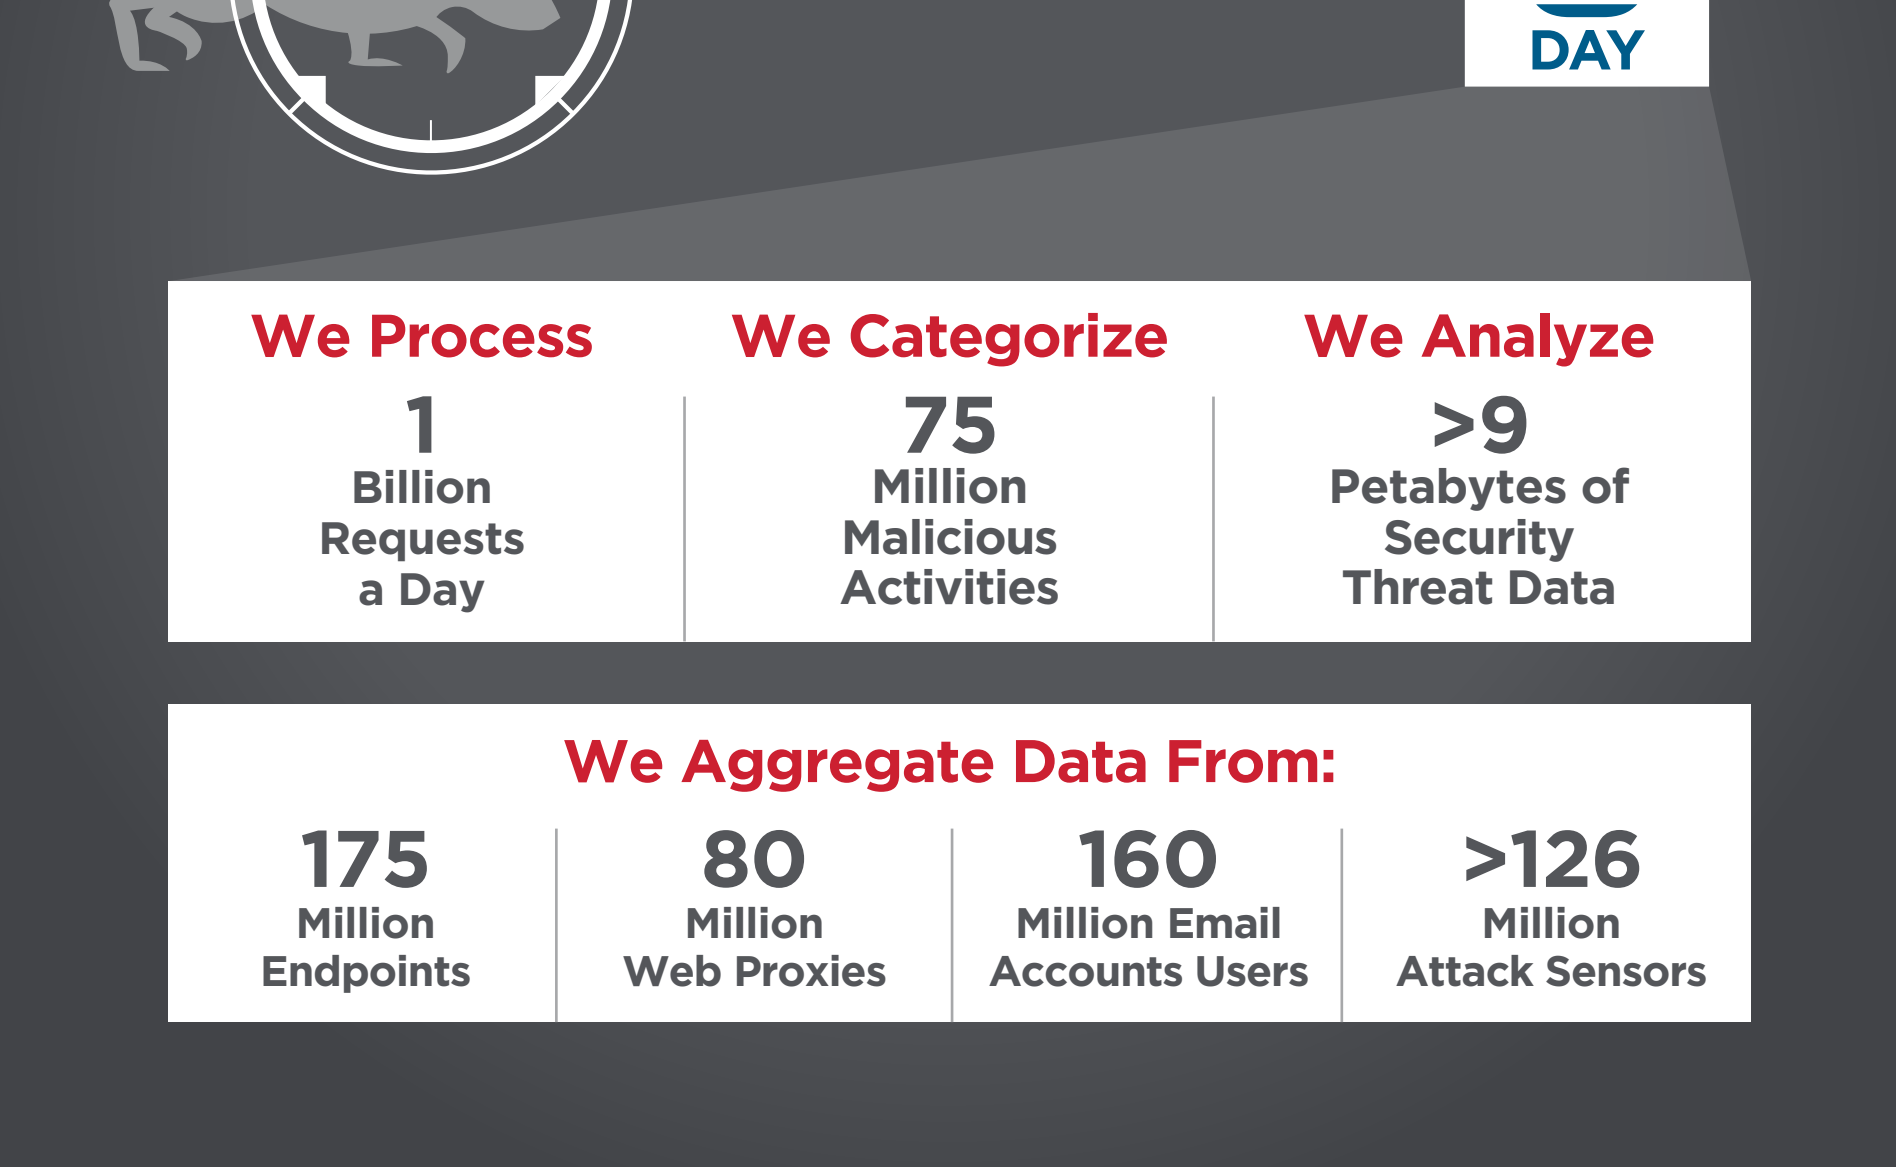 DAY
We Process
1
Billion
Requests
a Day
We Categorize
75
Million
Malicious
Activities
We Analyze
>9
Petabytes of
Security
Threat Data
We Aggregate Data From:
175
Million
Endpoints
80
Million
Web Proxies
160
Million Email
Accounts Users
>126
Million
Attack Sensors